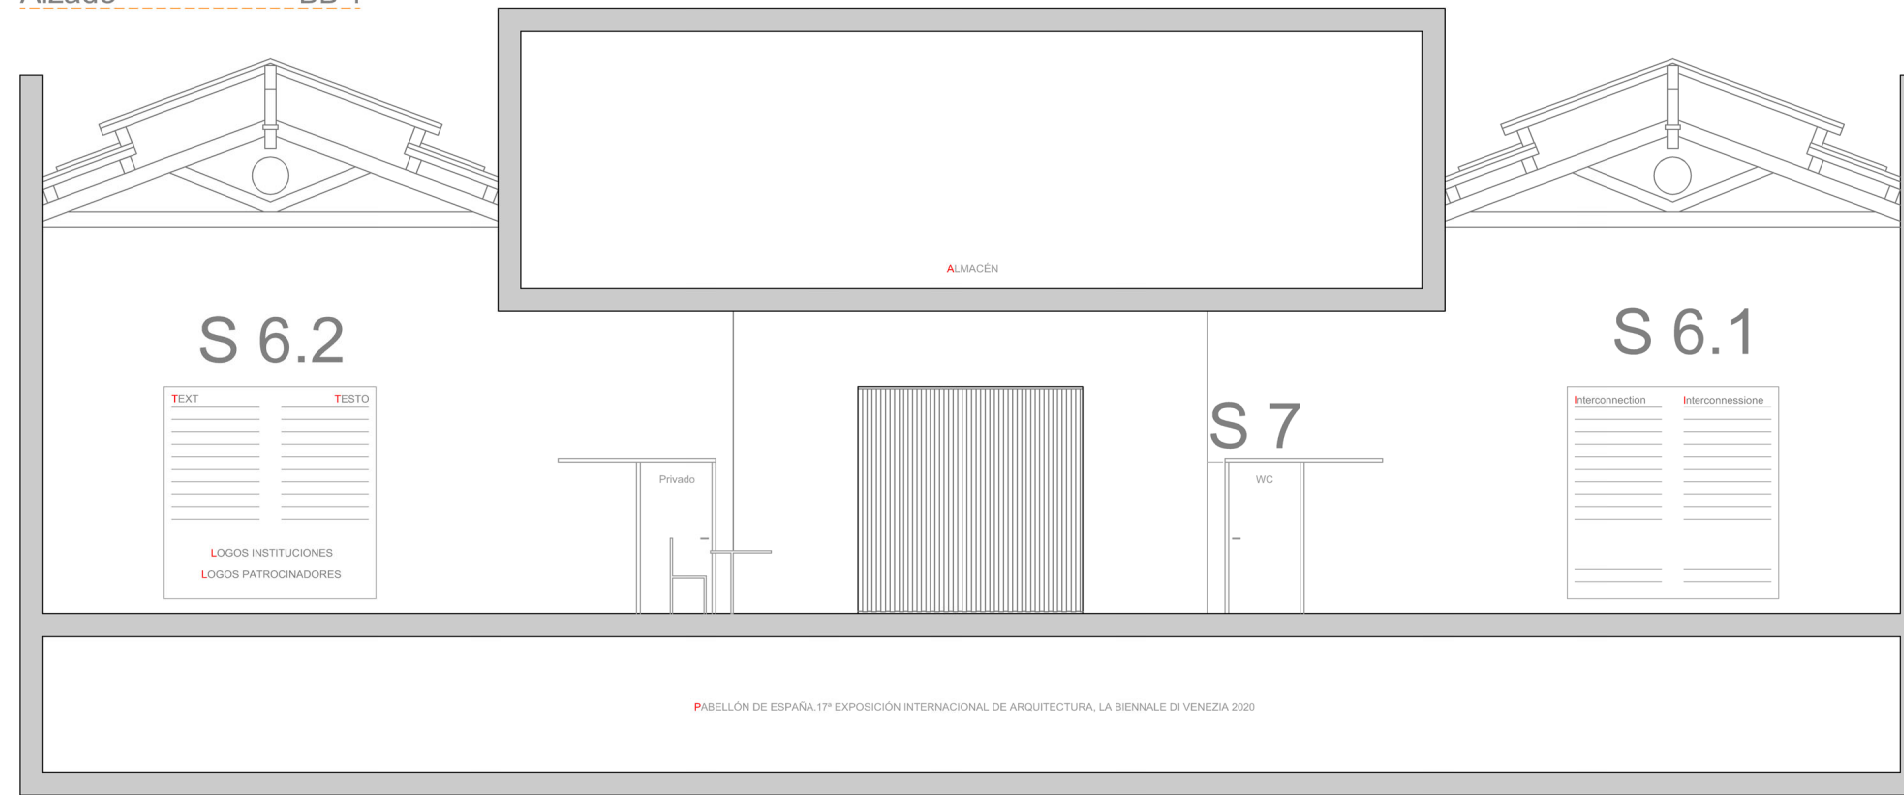 Alzado
ALMACÉN
S 6.2
S 6.1
TEXT TESTO
Interconnection Interconnessione
S 7
Privado
WC
LOGOS INSTITUCIONES
LOGOS PATROCINADORES
PABELLÓN DE ESPAÑA.17ª EXPOSICIÓN INTERNACIONAL DE ARQUITECTURA, LA BIENNALE DI VENEZIA 2020